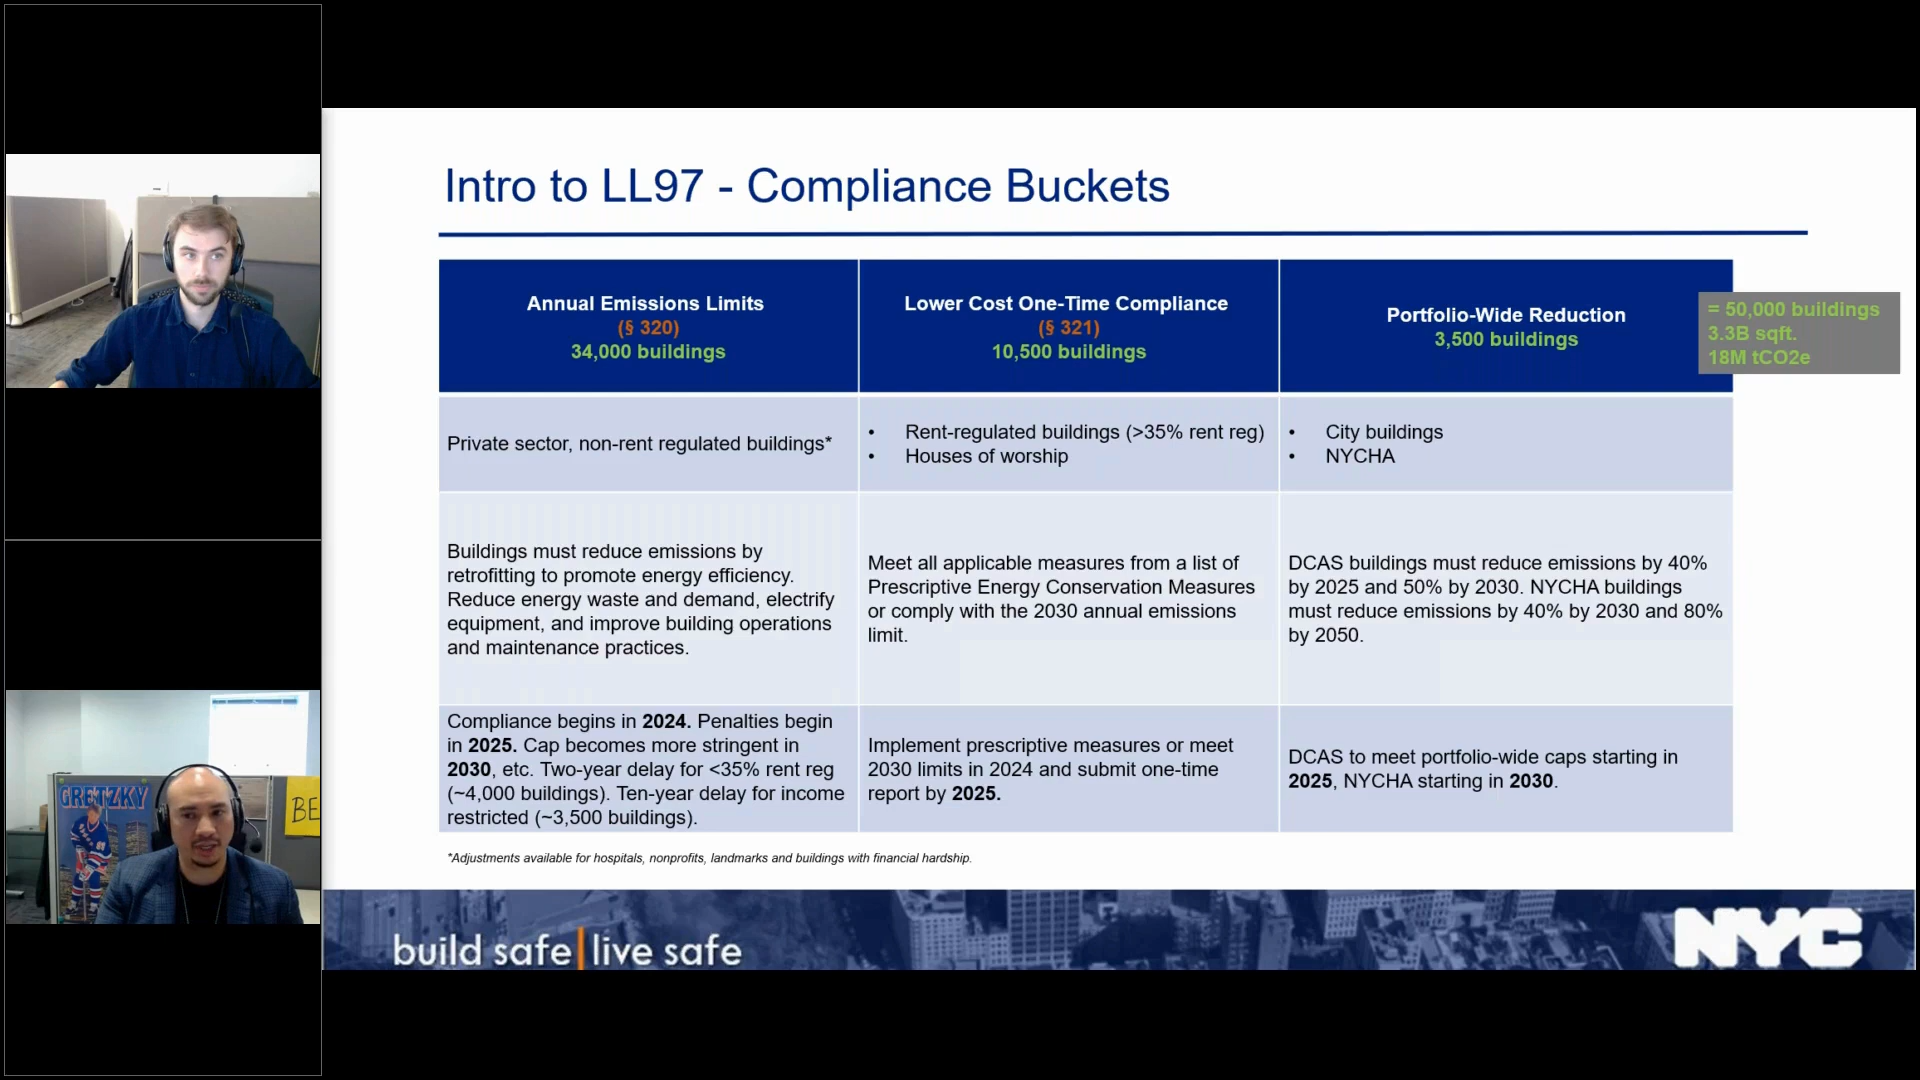 Intro to LL97 - Compliance Buckets
Annual Emissions Limits
(§ 320)
34,000 buildings
Lower Cost One-Time Compliance
(§ 321)
10,500 buildings
Portfolio-Wide Reduction
3,500 buildings
= 50,000 buildings
3.3B sqft.
18M tCO2e
Private sector, non-rent regulated buildings*
• Rent-regulated buildings (>35% rent reg)
• Houses of worship
• City buildings
• NYCHA
Buildings must reduce emissions by
retrofitting to promote energy efficiency.
Reduce energy waste and demand, electrify
equipment, and improve building operations
and maintenance practices.
Meet all applicable measures from a list of
Prescriptive Energy Conservation Measures
or comply with the 2030 annual emissions
limit.
DCAS buildings must reduce emissions by 40%
by 2025 and 50% by 2030. NYCHA buildings
must reduce emissions by 40% by 2030 and 80%
by 2050.
Compliance begins in 2024. Penalties begin
in 2025. Cap becomes more stringent in
2030, etc. Two-year delay for <35% rent reg
(~4,000 buildings). Ten-year delay for income
restricted (~3,500 buildings).
Implement prescriptive measures or meet
2030 limits in 2024 and submit one-time
report by 2025.
DCAS to meet portfolio-wide caps starting in
2025, NYCHA starting in 2030.
*Adjustments available for hospitals, nonprofits, landmarks and buildings with financial hardship.
build safe|live safe
NYC
GRETZKY
BE